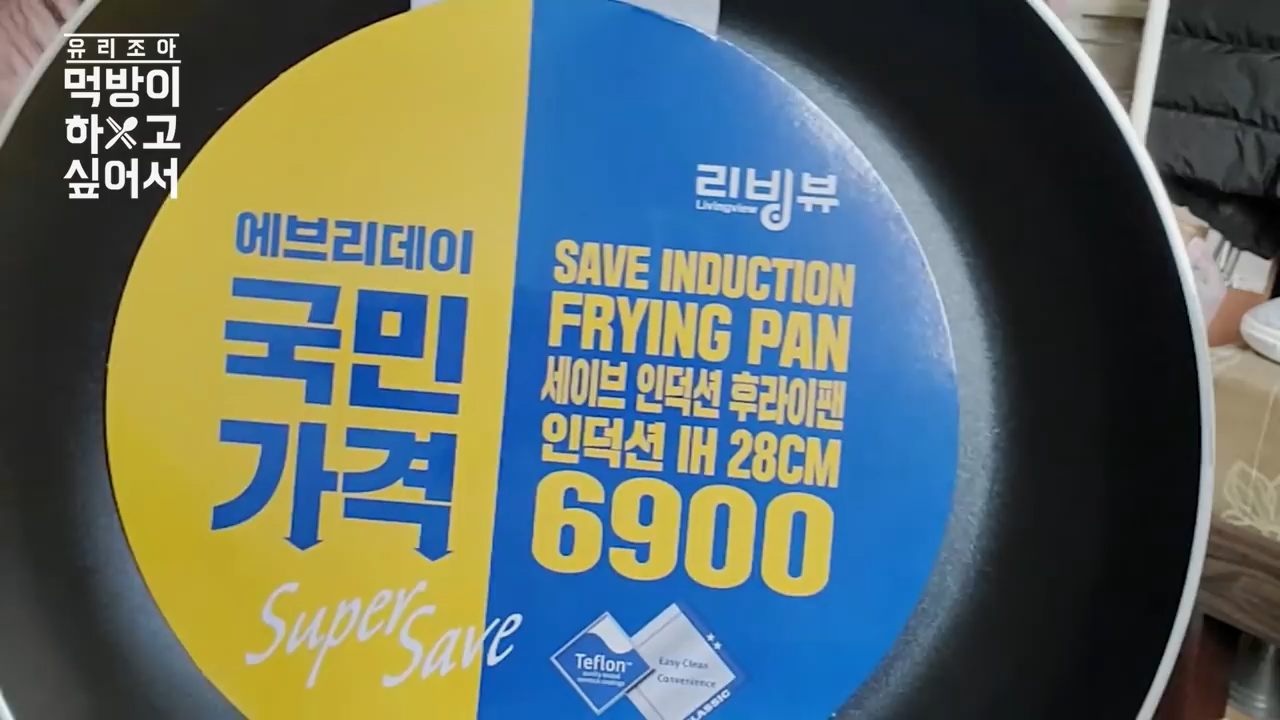 유리조아
먹방이
하고
싶어서
에브리데이
국민
가격
Super Save
리빙뷰
Livingview
SAVE INDUCTION
FRYING PAN
세이브 인덕션 후라이팬
인덕션 IH 28CM
6900
Teflon™
Easy Clean
Convenience
CLASSIC